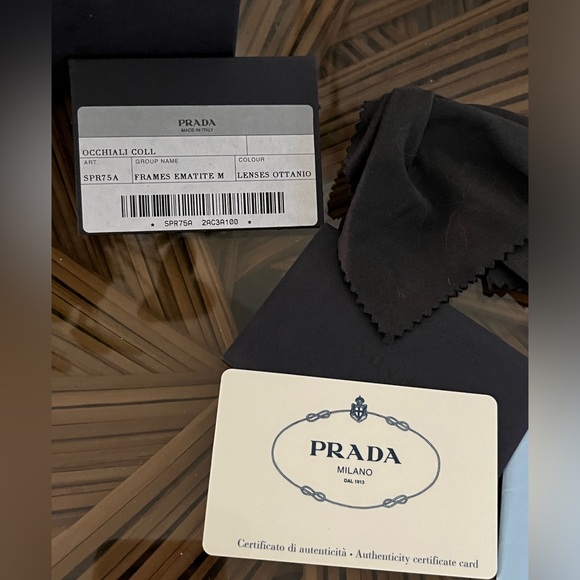 PRADA
MADE IN ITALY
OCCHIALI COLL
ART. GROUP NAME COLOUR
SPR75A FRAMES EMATITE M LENSES OTTANIO
* SPR75A 2AC3A100 *
PRADA
MILANO
DAL 1913
Certificato di autenticità • Authenticity certificate card